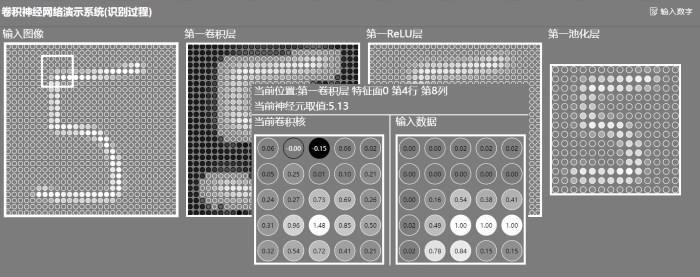 卷积神经网络演示系统(识别过程)
输入数字
输入图像 第一卷积层 第一ReLU层 第一池化层
当前位置:第一卷积层 特征面0 第4行 第8列
当前神经元取值:5.13
当前卷积核 输入数据
0.06 -0.00 -0.15 0.06 0.02 0.00 0.00 0.02 0.02 0.02
0.05 0.25 0.01 0.10 0.21 0.00 0.00 0.00 0.00 0.00
0.24 0.27 0.73 0.69 0.26 0.00 0.16 0.54 0.38 0.41
0.31 0.96 1.48 0.85 0.50 0.02 0.49 1.00 1.00 1.00
0.32 0.54 0.72 0.41 0.21 0.02 0.78 0.84 0.15 0.15